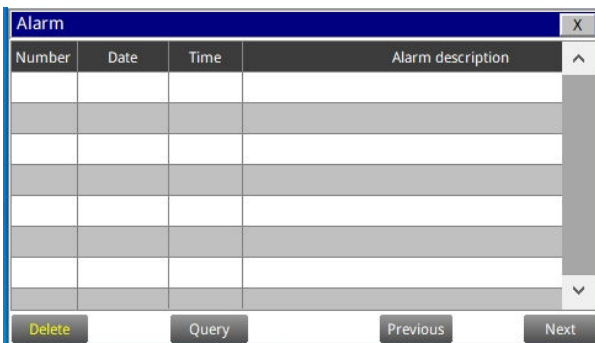 Alarm X
Number Date Time Alarm description
Delete Query Previous Next